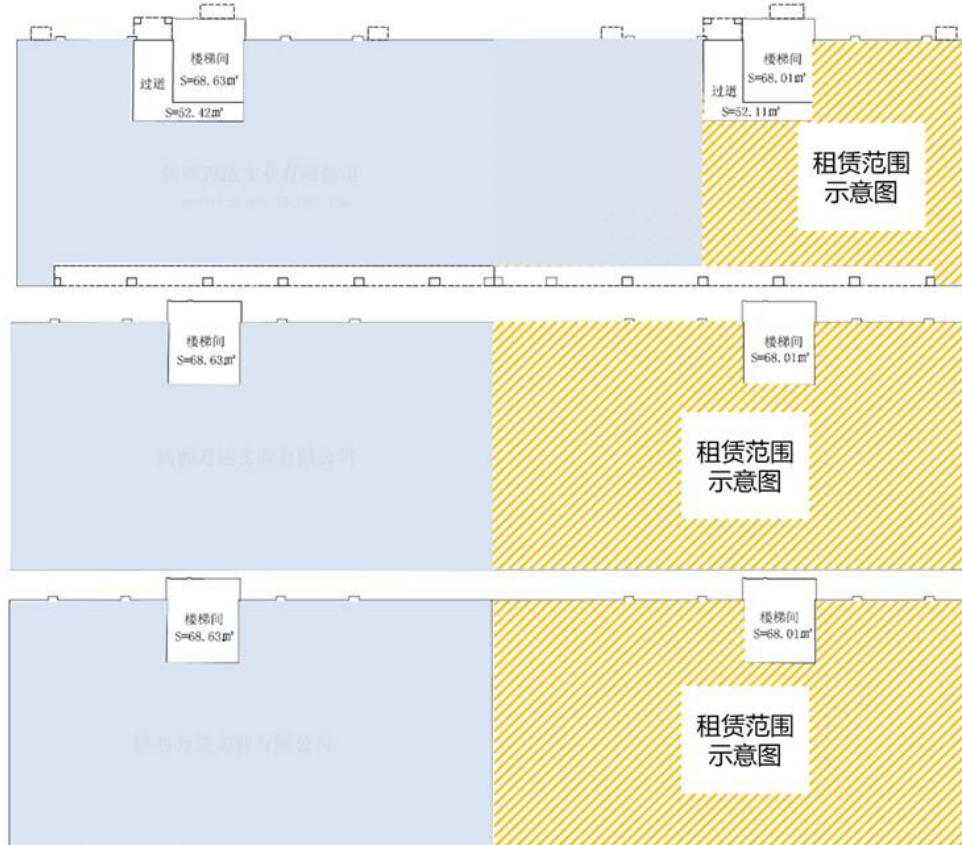 楼梯间
S=68.63㎡
过道
S=52.42㎡
楼梯间
S=68.01㎡
过道
S=52.11㎡
租赁范围
示意图
楼梯间
S=68.63㎡
楼梯间
S=68.01㎡
租赁范围
示意图
楼梯间
S=68.63㎡
楼梯间
S=68.01㎡
租赁范围
示意图